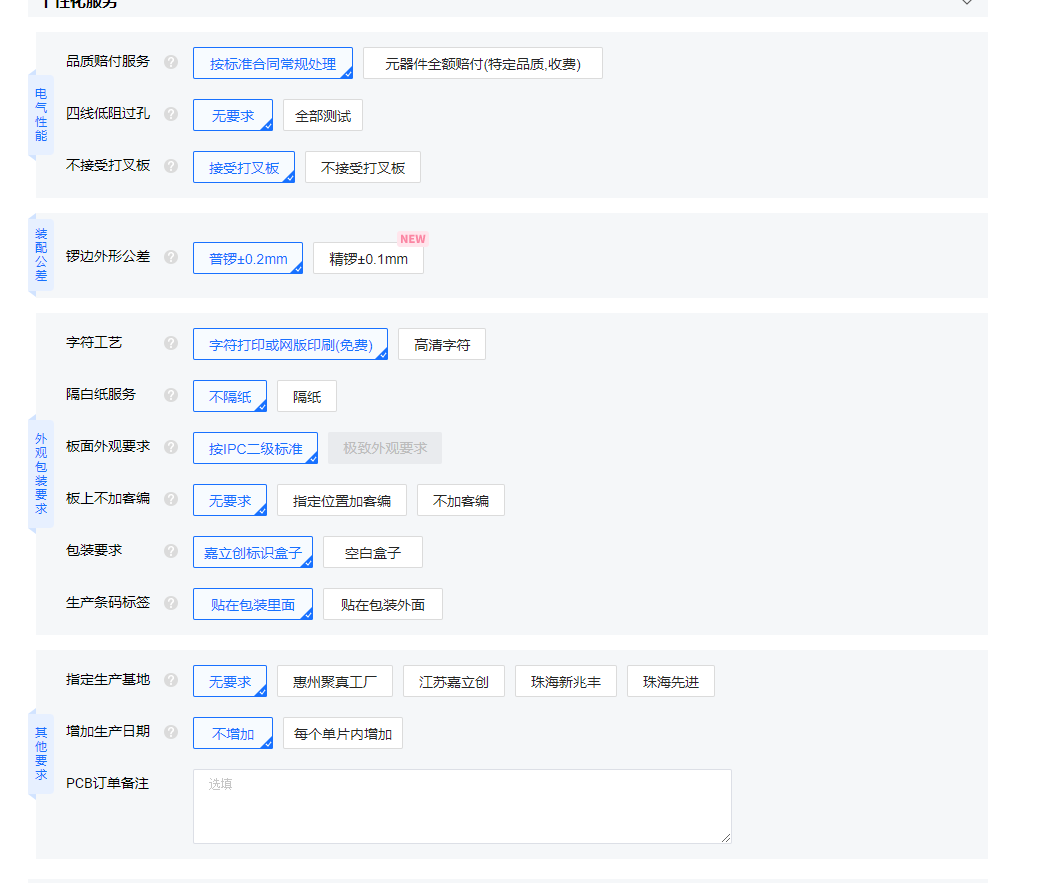 个性化服务
电气性能
品质赔付服务 按标准合同常规处理 元器件全额赔付(特定品质,收费)
四线低阻过孔 无要求 全部测试
不接受打叉板 接受打叉板 不接受打叉板
装配公差
NEW
锣边外形公差 普锣±0.2mm 精锣±0.1mm
外观包装要求
字符工艺 字符打印或网版印刷(免费) 高清字符
隔白纸服务 不隔纸 隔纸
板面外观要求 按IPC二级标准 极致外观要求
板上不加客编 无要求 指定位置加客编 不加客编
包装要求 嘉立创标识盒子 空白盒子
生产条码标签 贴在包装里面 贴在包装外面
其他要求
指定生产基地 无要求 惠州聚真工厂 江苏嘉立创 珠海新兆丰 珠海先进
增加生产日期 不增加 每个单片内增加
PCB订单备注 选填